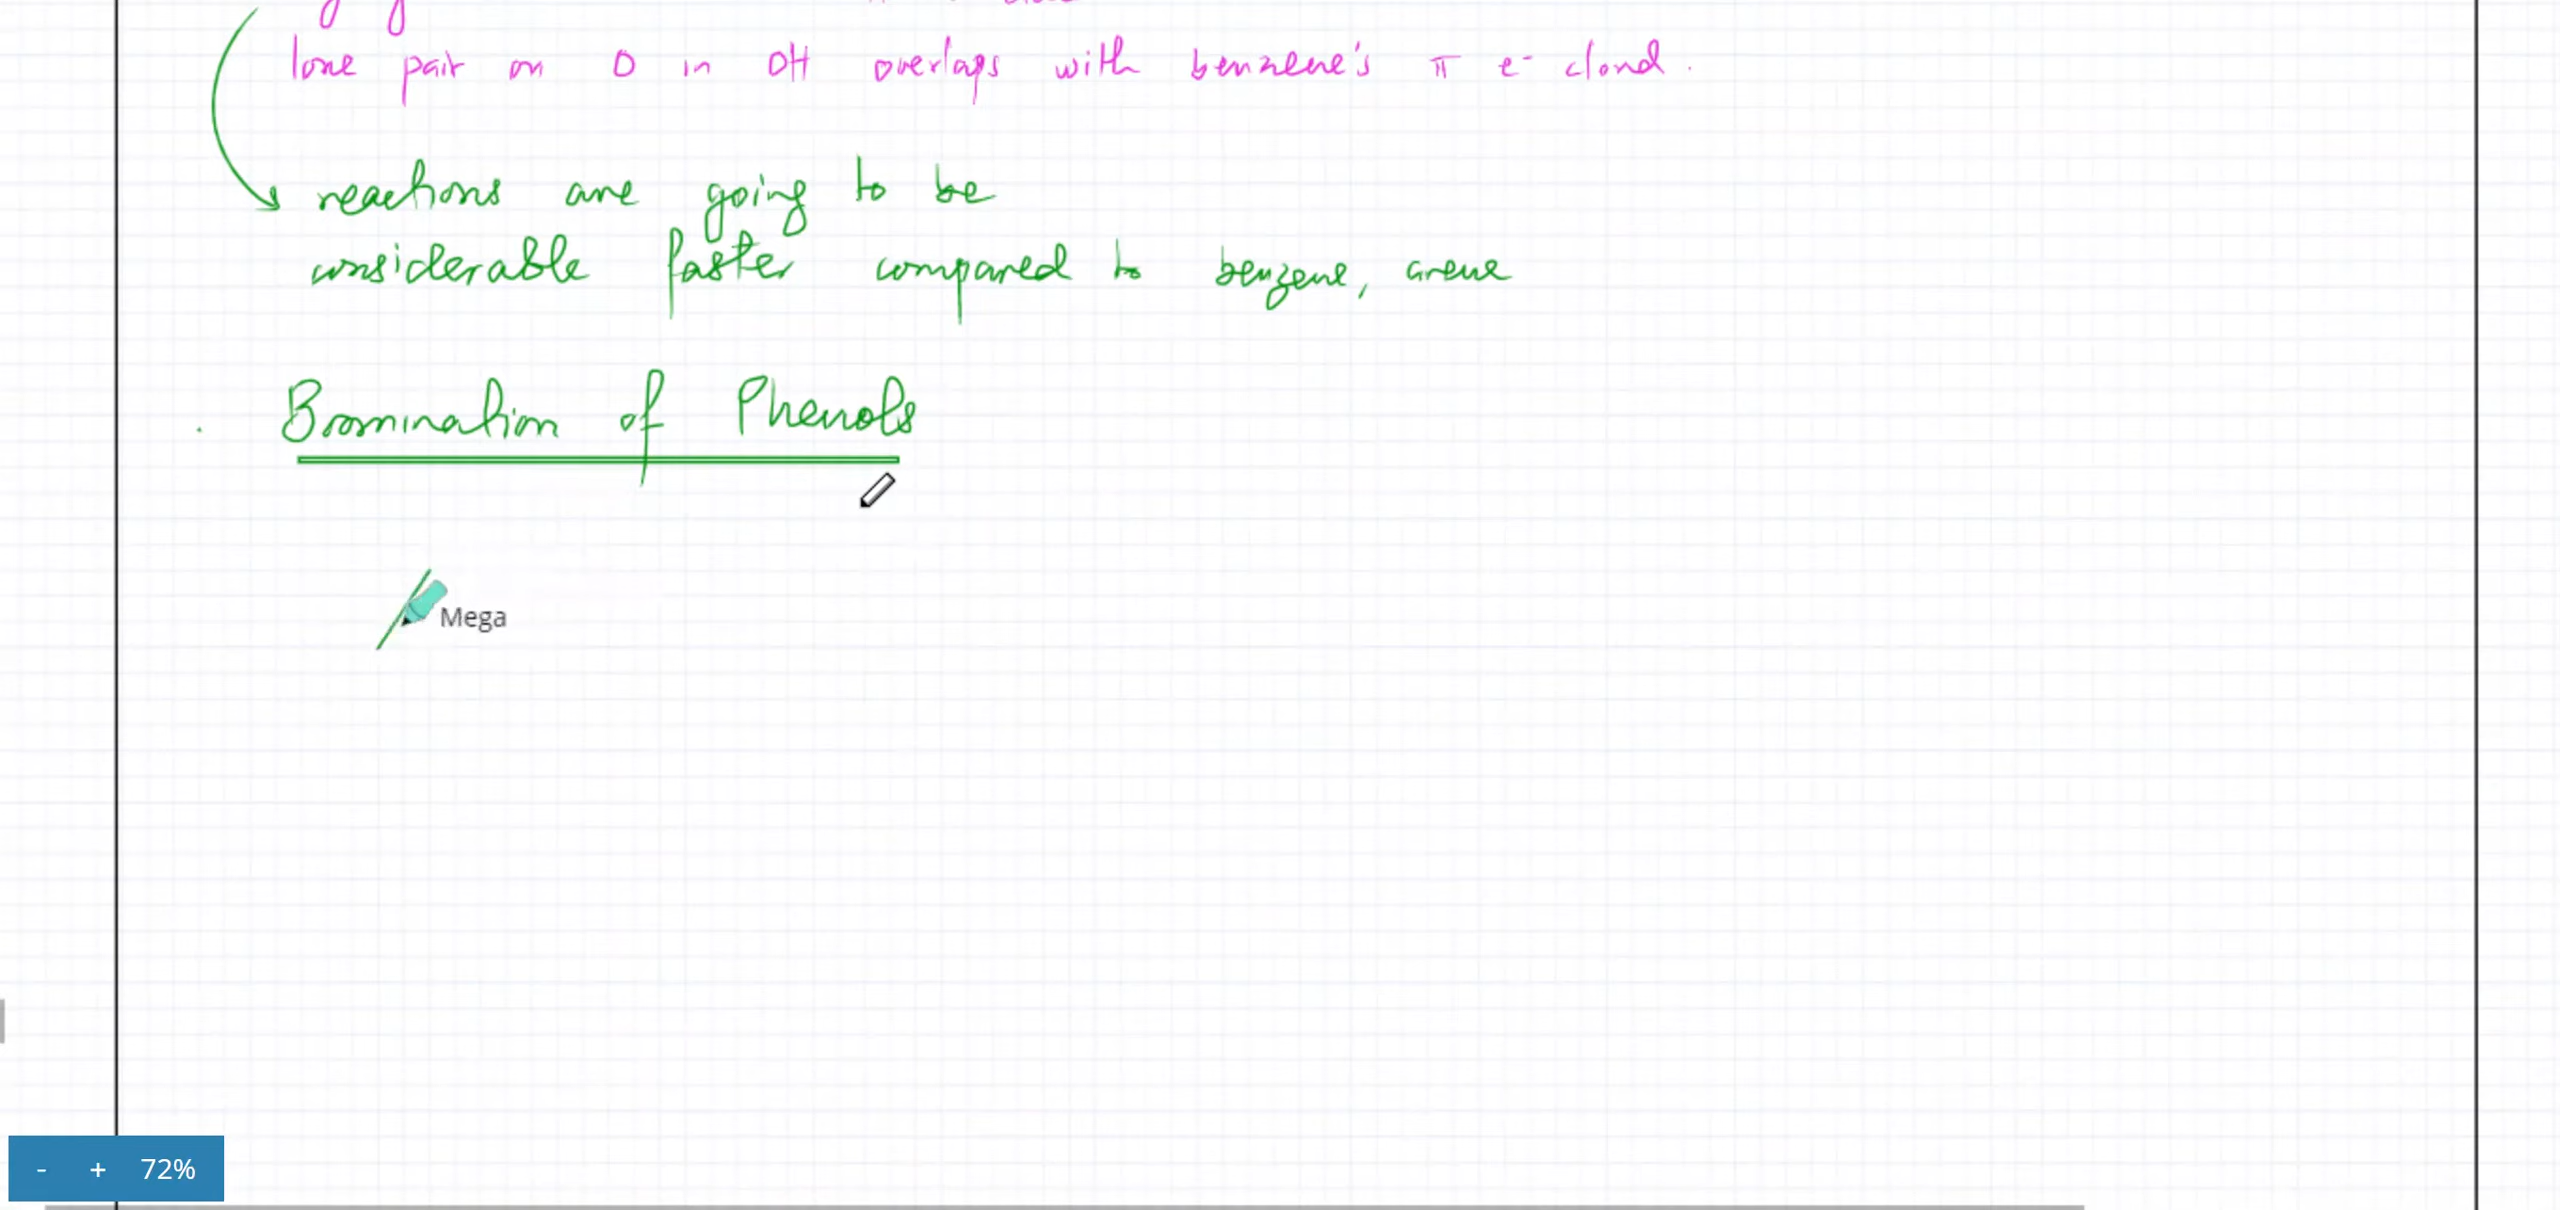 lone pair on O in OH overlaps with benzene's π e- cloud.
reactions are going to be
considerable faster compared to benzene, arene
Bromination of Phenols
Mega
- + 72%